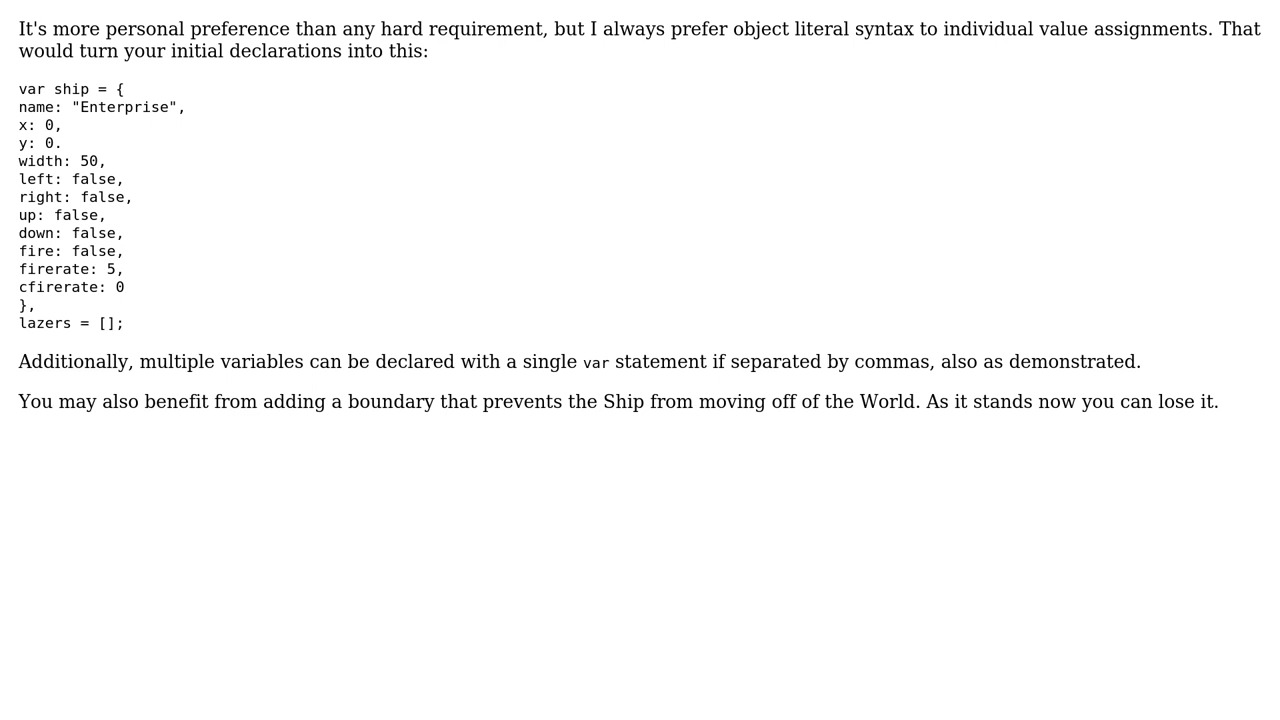 It's more personal preference than any hard requirement, but I always prefer object literal syntax to individual value assignments. That
would turn your initial declarations into this:
var ship = {
name: "Enterprise",
x: 0,
y: 0.
width: 50,
left: false,
right: false,
up: false,
down: false,
fire: false,
firerate: 5,
cfirerate: 0
},
lazers = [];
Additionally, multiple variables can be declared with a single var statement if separated by commas, also as demonstrated.
You may also benefit from adding a boundary that prevents the Ship from moving off of the World. As it stands now you can lose it.